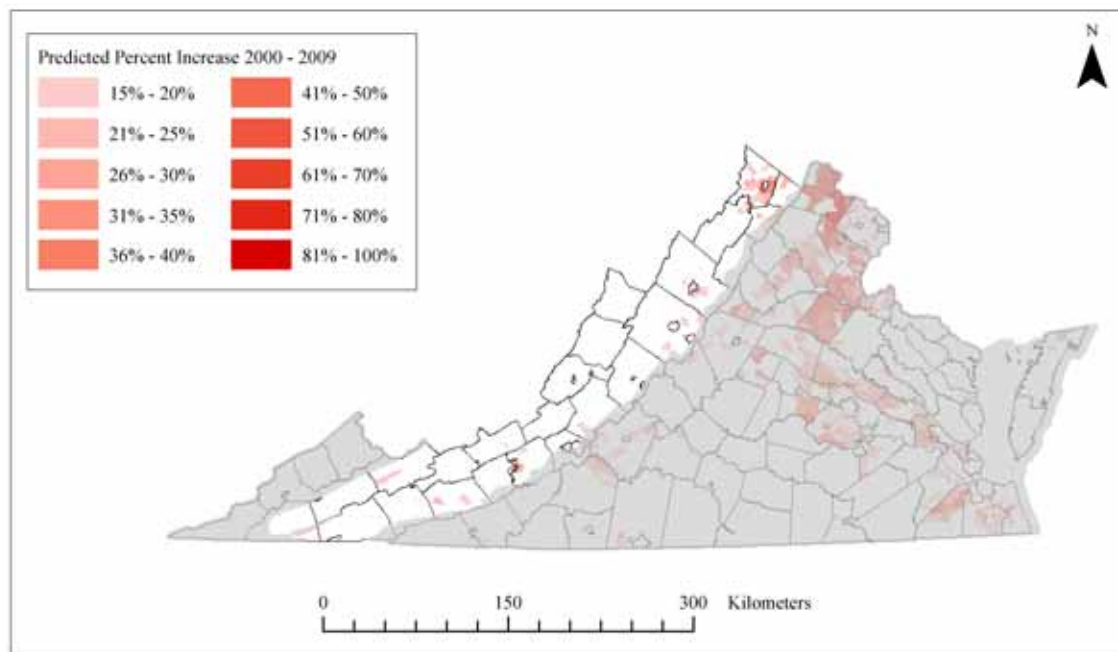 Predicted Percent Increase 2000 - 2009
15% - 20%
21% - 25%
26% - 30%
31% - 35%
36% - 40%
41% - 50%
51% - 60%
61% - 70%
71% - 80%
81% - 100%
N
0 150 300 Kilometers